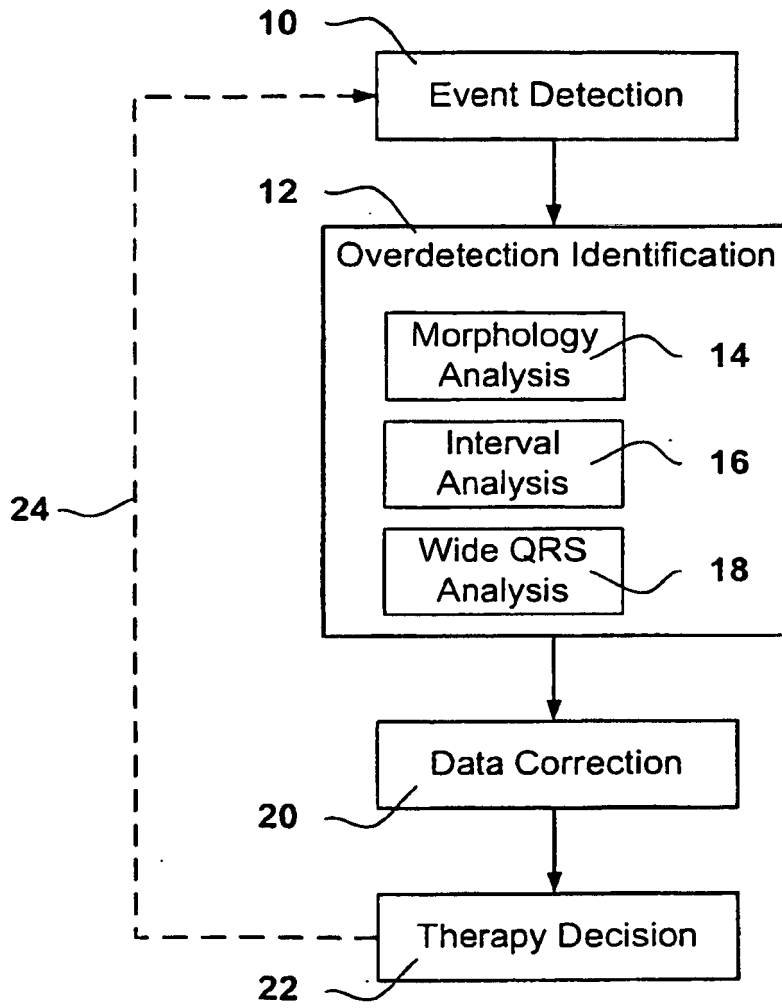 10
Event Detection
12
Overdetection Identification
Morphology
Analysis
14
Interval
Analysis
16
24
Wide QRS
Analysis
18
Data Correction
20
Therapy Decision
22